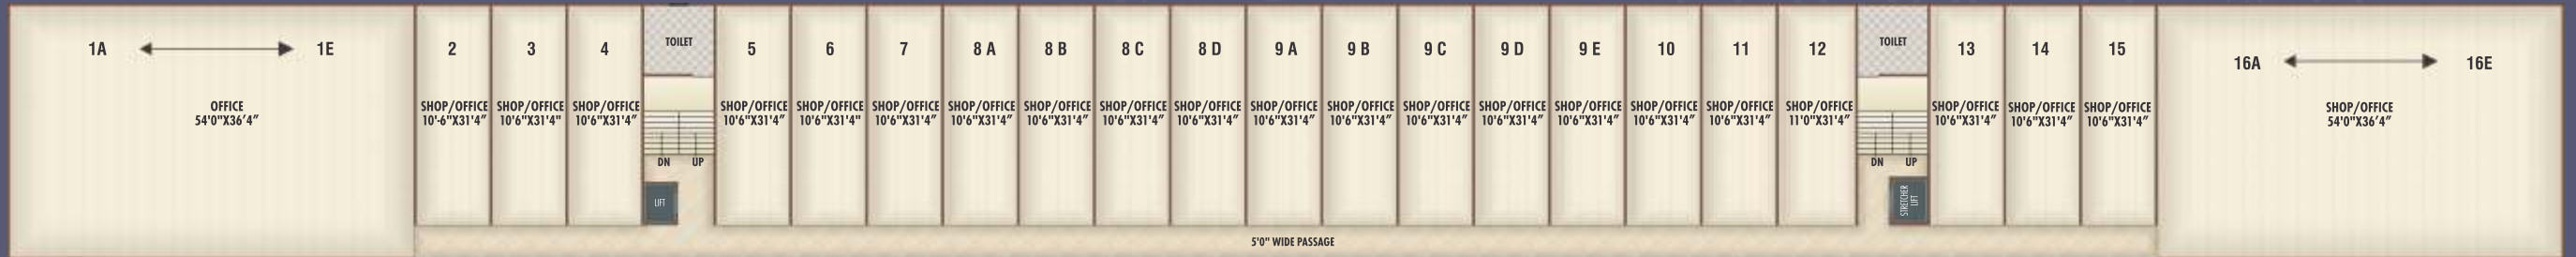 1A 1E
OFFICE
54'0"X36'4"
2
SHOP/OFFICE
10'-6"X31'4"
3
SHOP/OFFICE
10'6"X31'4"
4
SHOP/OFFICE
10'6"X31'4"
TOILET
DN UP
LIFT
5
SHOP/OFFICE
10'6"X31'4"
6
SHOP/OFFICE
10'6"X31'4"
7
SHOP/OFFICE
10'6"X31'4"
8 A
SHOP/OFFICE
10'6"X31'4"
8 B
SHOP/OFFICE
10'6"X31'4"
8 C
SHOP/OFFICE
10'6"X31'4"
8 D
SHOP/OFFICE
10'6"X31'4"
9 A
SHOP/OFFICE
10'6"X31'4"
9 B
SHOP/OFFICE
10'6"X31'4"
9 C
SHOP/OFFICE
10'6"X31'4"
9 D
SHOP/OFFICE
10'6"X31'4"
9 E
SHOP/OFFICE
10'6"X31'4"
10
SHOP/OFFICE
10'6"X31'4"
11
SHOP/OFFICE
10'6"X31'4"
12
SHOP/OFFICE
11'0"X31'4"
TOILET
DN UP
STRETCHER
LIFT
13
SHOP/OFFICE
10'6"X31'4"
14
SHOP/OFFICE
10'6"X31'4"
15
SHOP/OFFICE
10'6"X31'4"
16A 16E
SHOP/OFFICE
54'0"X36'4"
5'0" WIDE PASSAGE